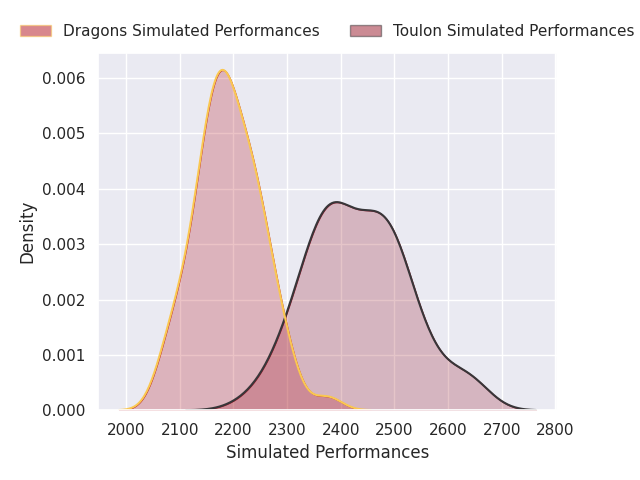 Dragons Simulated Performances Toulon Simulated Performances
0.006
0.005
0.004
0.003
0.002
0.001
0.000
Density
2000 2100 2200 2300 2400 2500 2600 2700 2800
Simulated Performances